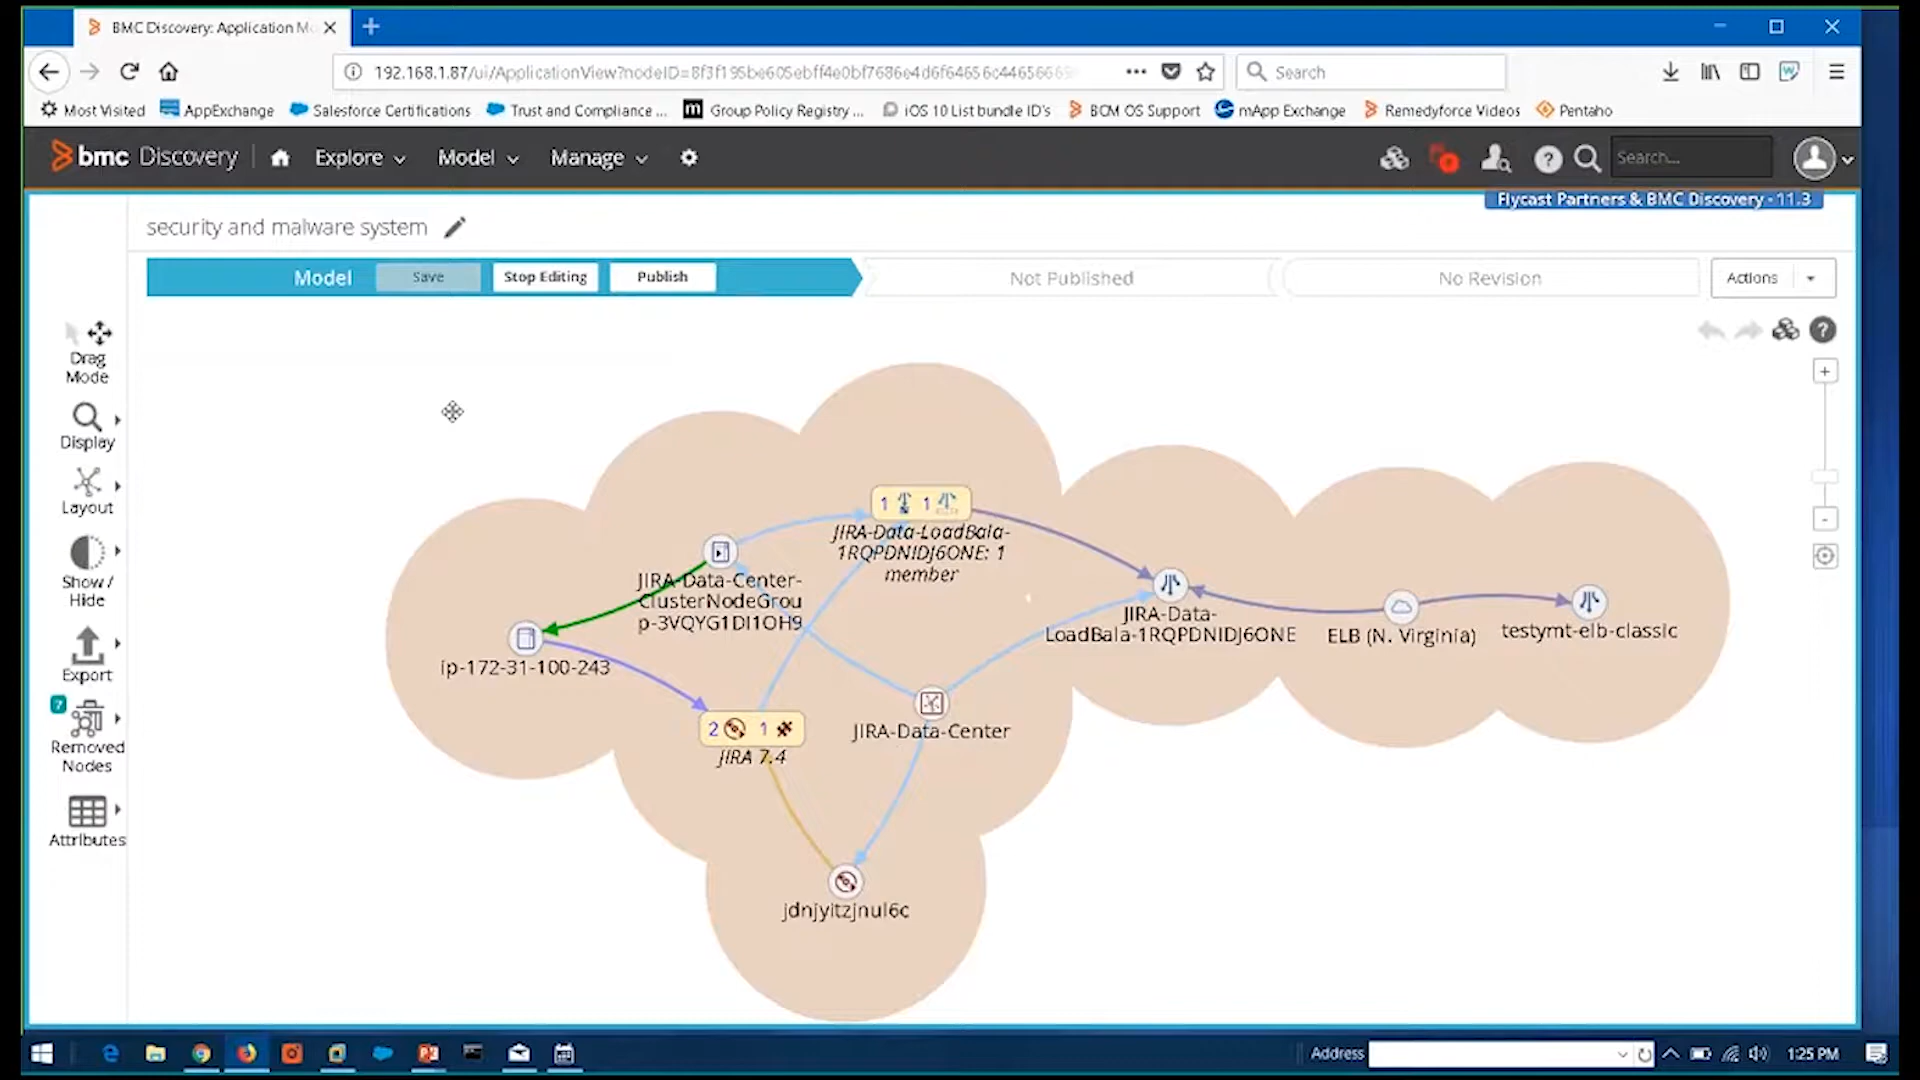 BMC Discovery: Application Mo
192.168.1.87/ui/ApplicationView?nodeID=8f3f195be605ebff4e0bf7686e4d6f64656c44656669
Search
Most Visited
AppExchange
Salesforce Certifications
Trust and Compliance ...
Group Policy Registry ...
iOS 10 List bundle ID's
BCM OS Support
mApp Exchange
Remedyforce Videos
Pentaho
bmc Discovery
Explore
Model
Manage
Search...
Flycast Partners & BMC Discovery - 11.3
security and malware system
Model
Save
Stop Editing
Publish
Not Published
No Revision
Actions
Drag
Mode
Display
Layout
Show /
Hide
Export
7
Removed
Nodes
Attributes
1 1
JIRA-Data-LoadBala-
1RQPDNIDJ6ONE: 1
member
JIRA-Data-Center-
ClusterNodeGrou
p-3VQYG1DI1OH9
ip-172-31-100-243
JIRA-Data-
LoadBala-1RQPDNIDJ6ONE
ELB (N. Virginia)
testymt-elb-classic
2 1
JIRA 7.4
JIRA-Data-Center
jdnjyitzjnul6c
Address
1:25 PM